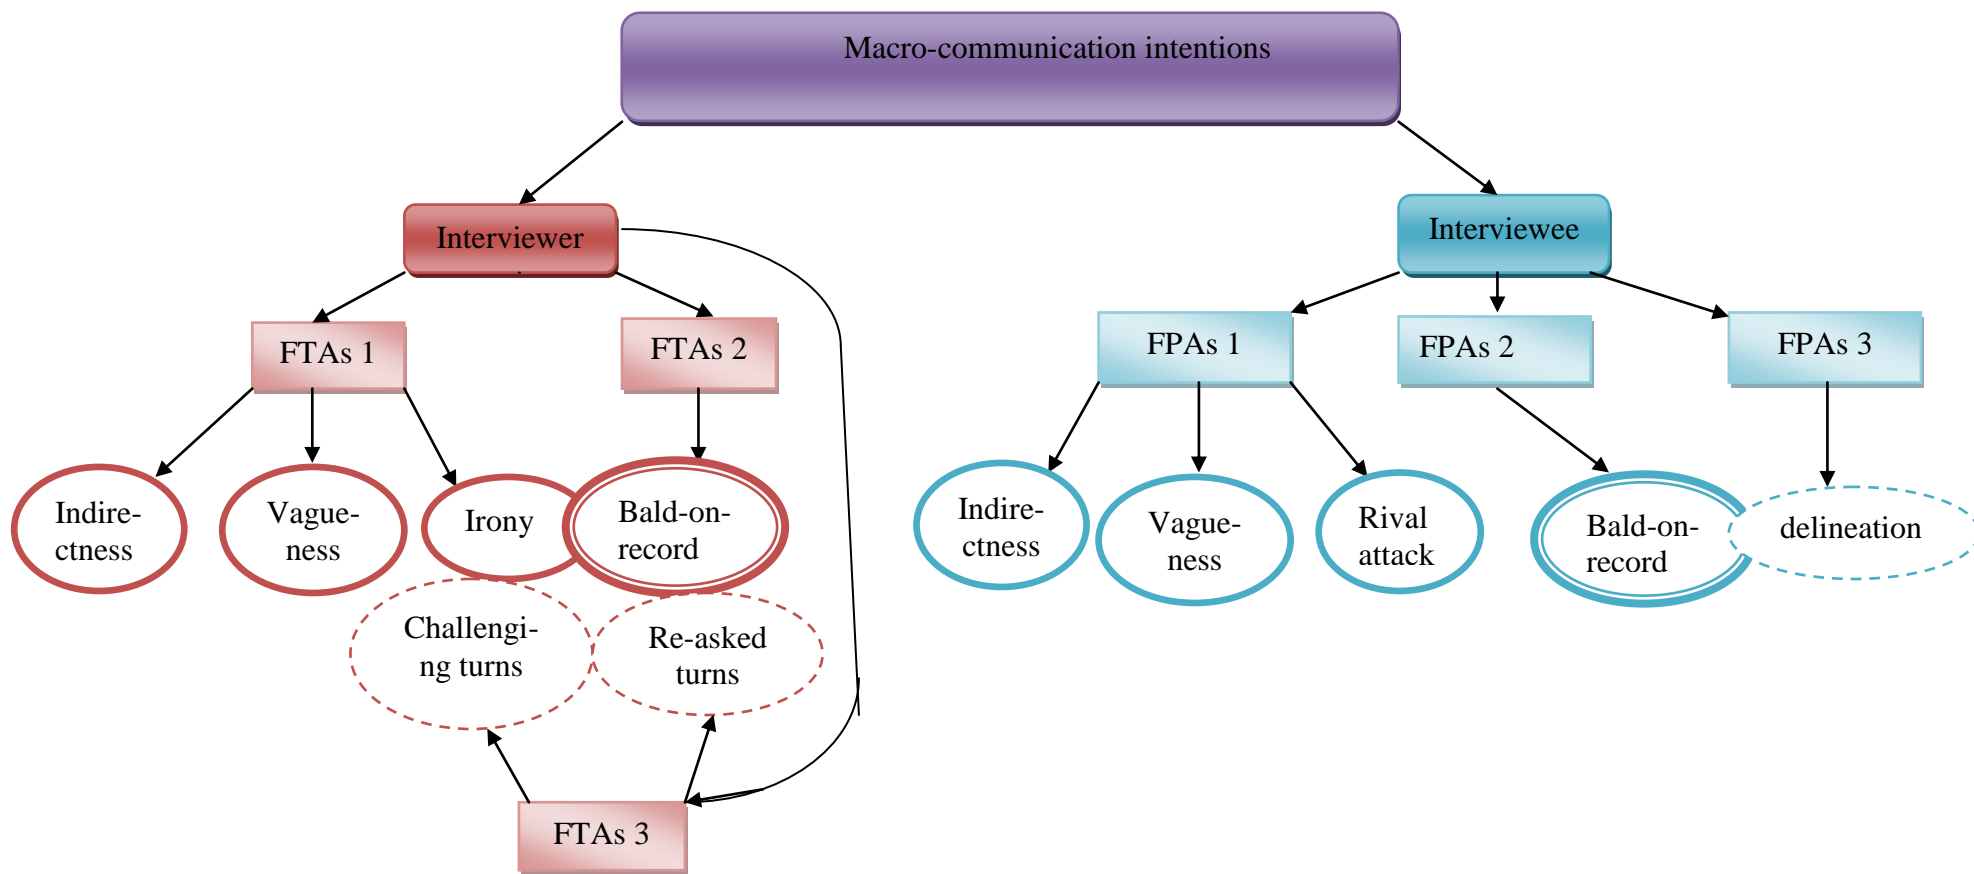 Macro-communication intentions
Interviewer
Interviewee
FTAs 1
FTAs 2
FPAs 1
FPAs 2
FPAs 3
Indire-
ctness
Vague-
ness
Irony
Bald-on-
record
Indire-
ctness
Vague-
ness
Rival
attack
Bald-on-
record
delineation
Challengi-
ng turns
Re-asked
turns
FTAs 3